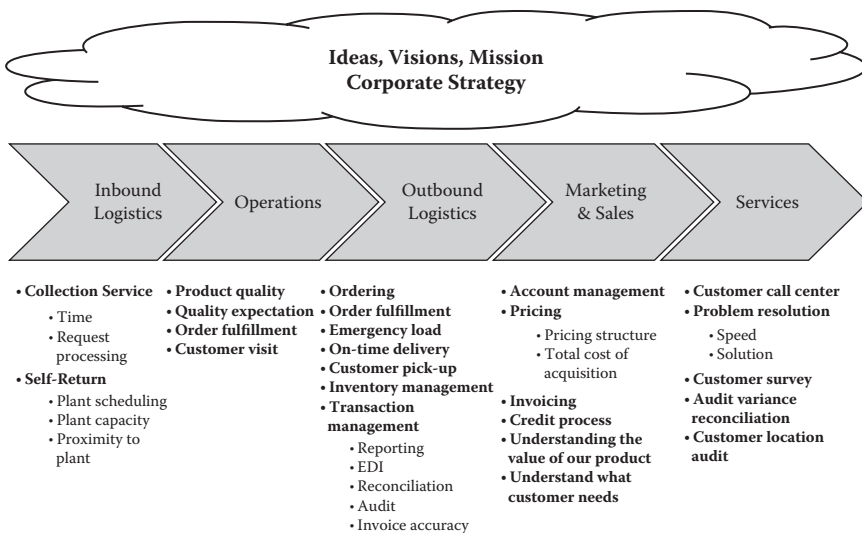 Ideas, Visions, Mission
Corporate Strategy
Inbound
Logistics
Operations
Outbound
Logistics
Marketing
& Sales
Services
• Collection Service
• Time
• Request
processing
• Self-Return
• Plant scheduling
• Plant capacity
• Proximity to
plant
• Product quality
• Quality expectation
• Order fulfillment
• Customer visit
• Ordering
• Order fulfillment
• Emergency load
• On-time delivery
• Customer pick-up
• Inventory management
• Transaction
management
• Reporting
• EDI
• Reconciliation
• Audit
• Invoice accuracy
• Account management
• Pricing
• Pricing structure
• Total cost of
acquisition
• Invoicing
• Credit process
• Understanding the
value of our product
• Understand what
customer needs
• Customer call center
• Problem resolution
• Speed
• Solution
• Customer survey
• Audit variance
reconciliation
• Customer location
audit